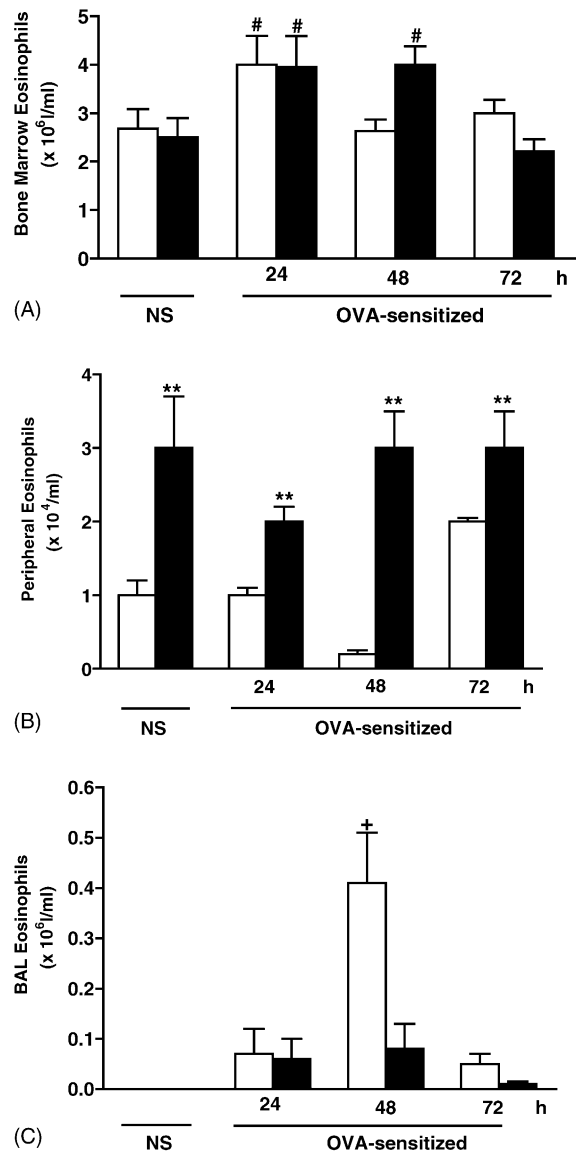 Bone Marrow Eosinophils
(x 10⁶l/ml)
5
4
3
2
1
0
#
#
#
24
48
72
h
NS
OVA-sensitized
(A)
Peripheral Eosinophils
(x 10⁴/ml)
4
3
2
1
0
**
**
**
**
24
48
72
h
NS
OVA-sensitized
(B)
BAL Eosinophils
(x 10⁶l/ml)
0.6
0.5
0.4
0.3
0.2
0.1
0.0
+
24
48
72
h
NS
OVA-sensitized
(C)